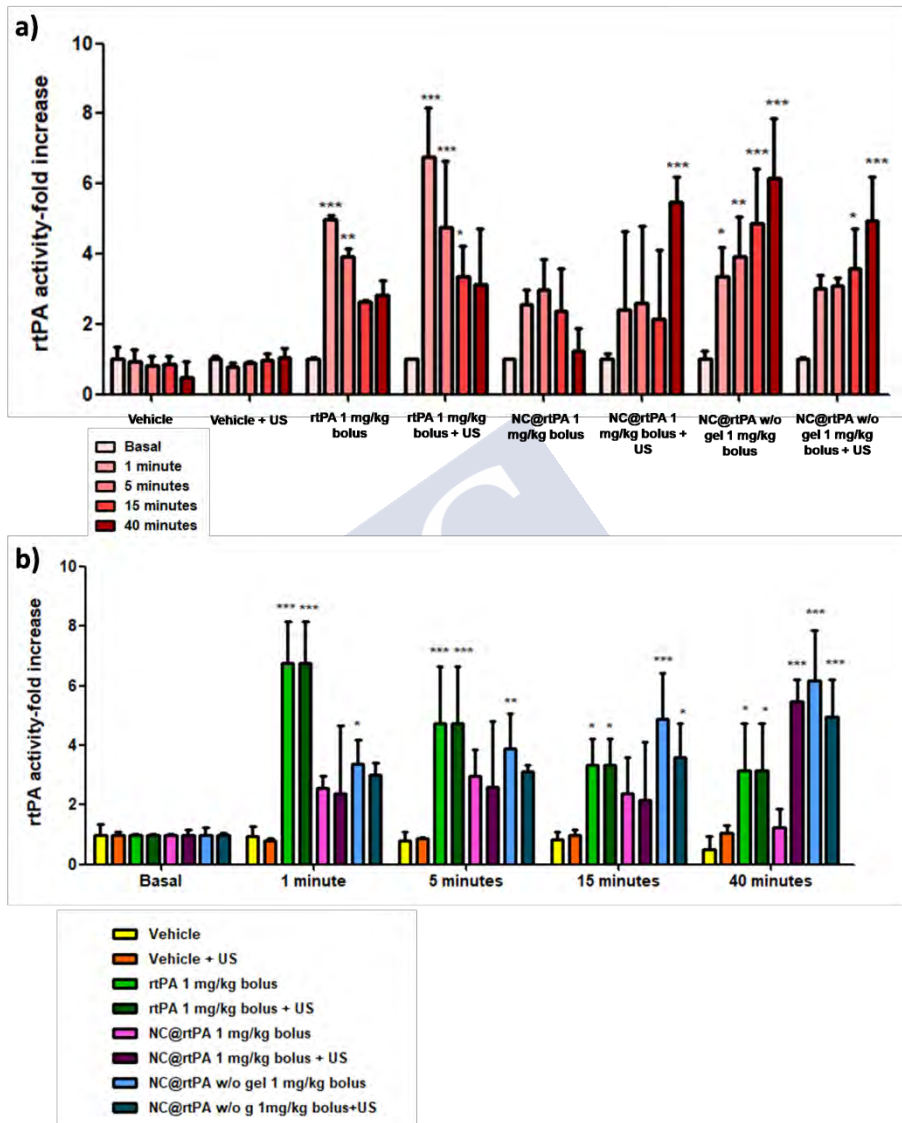 a)
rtPA activity-fold increase
10
8
6
4
2
0
***
**
***
***
*
***
*
**
***
***
*
***
Vehicle
Vehicle + US
rtPA 1 mg/kg
bolus
rtPA 1 mg/kg
bolus + US
NC@rtPA 1
mg/kg bolus
NC@rtPA 1
mg/kg bolus +
US
NC@rtPA w/o
gel 1 mg/kg
bolus
NC@rtPA w/o
gel 1 mg/kg
bolus + US
Basal
1 minute
5 minutes
15 minutes
40 minutes
C
b)
rtPA activity-fold increase
10
8
6
4
2
0
*** ***
*
*** ***
**
* *
***
*
* *
***
***
***
Basal
1 minute
5 minutes
15 minutes
40 minutes
Vehicle
Vehicle + US
rtPA 1 mg/kg bolus
rtPA 1 mg/kg bolus + US
NC@rtPA 1 mg/kg bolus
NC@rtPA 1 mg/kg bolus + US
NC@rtPA w/o gel 1 mg/kg bolus
NC@rtPA w/o g 1mg/kg bolus+US